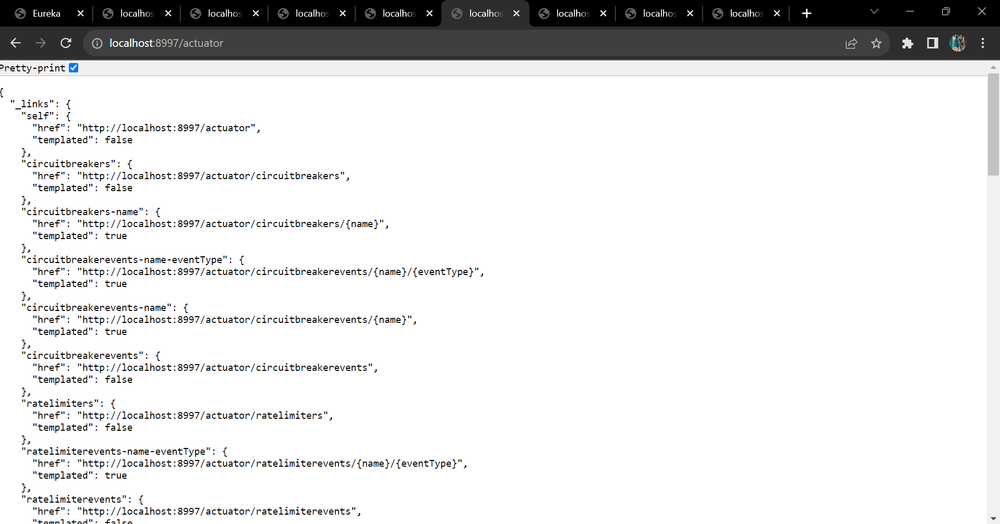 Eureka localhos localhos localhos localhos localhos localhos localhos localhos
localhost:8997/actuator
Pretty-print
{
"_links": {
"self": {
"href": "http://localhost:8997/actuator",
"templated": false
},
"circuitbreakers": {
"href": "http://localhost:8997/actuator/circuitbreakers",
"templated": false
},
"circuitbreakers-name": {
"href": "http://localhost:8997/actuator/circuitbreakers/{name}",
"templated": true
},
"circuitbreakerevents-name-eventType": {
"href": "http://localhost:8997/actuator/circuitbreakerevents/{name}/{eventType}",
"templated": true
},
"circuitbreakerevents-name": {
"href": "http://localhost:8997/actuator/circuitbreakerevents/{name}",
"templated": true
},
"circuitbreakerevents": {
"href": "http://localhost:8997/actuator/circuitbreakerevents",
"templated": false
},
"ratelimiters": {
"href": "http://localhost:8997/actuator/ratelimiters",
"templated": false
},
"ratelimiterevents-name-eventType": {
"href": "http://localhost:8997/actuator/ratelimiterevents/{name}/{eventType}",
"templated": true
},
"ratelimiterevents": {
"href": "http://localhost:8997/actuator/ratelimiterevents",
"templated": false